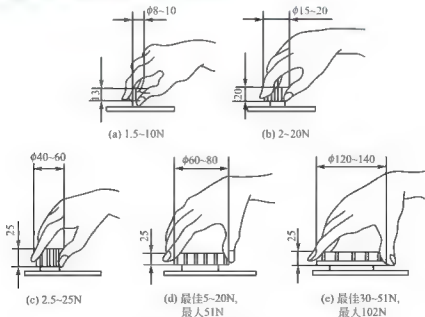 ϕ8~10
13
(a) 1.5~10N
ϕ15~20
20
(b) 2~20N
ϕ40~60
25
(c) 2.5~25N
ϕ60~80
25
(d) 最佳5~20N,
最大51N
ϕ120~140
25
(e) 最佳30~51N,
最大102N